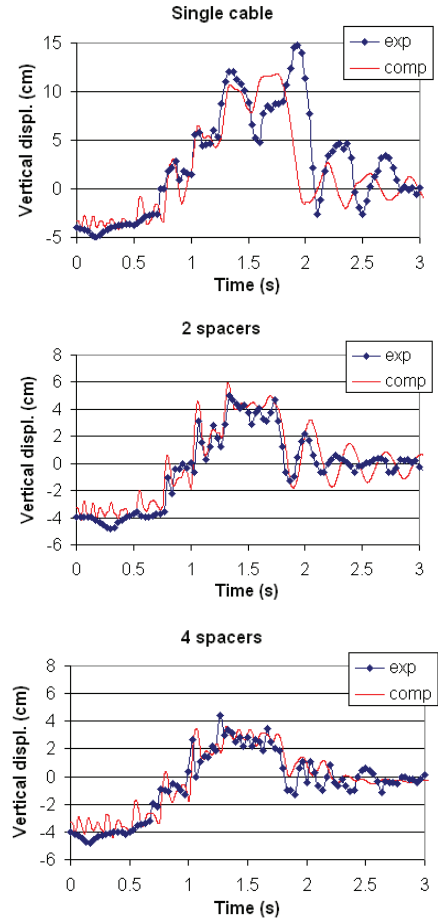 Single cable
exp
comp
Vertical displ. (cm)
15
10
5
0
-5
0 0.5 1 1.5 2 2.5 3
Time (s)
2 spacers
exp
comp
Vertical displ. (cm)
8
6
4
2
0
-2
-4
-6
0 0.5 1 1.5 2 2.5 3
Time (s)
4 spacers
exp
comp
Vertical displ. (cm)
8
6
4
2
0
-2
-4
-6
0 0.5 1 1.5 2 2.5 3
Time (s)